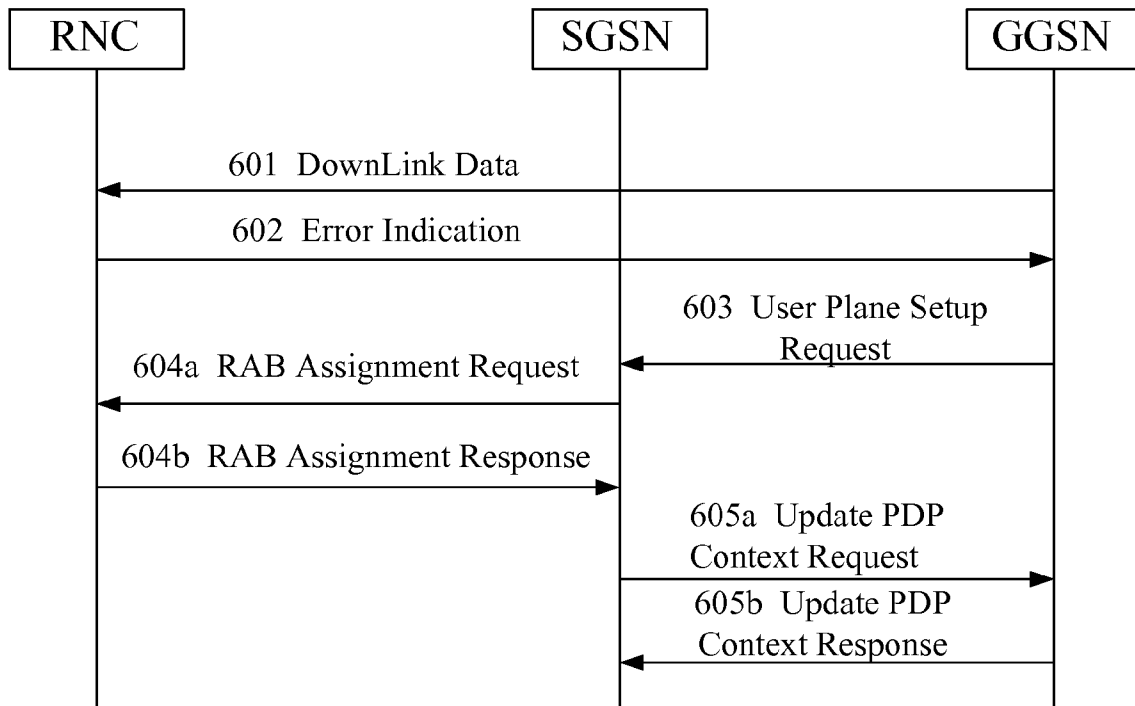 RNC
SGSN
GGSN
601 DownLink Data
602 Error Indication
603 User Plane Setup
Request
604a RAB Assignment Request
604b RAB Assignment Response
605a Update PDP
Context Request
605b Update PDP
Context Response